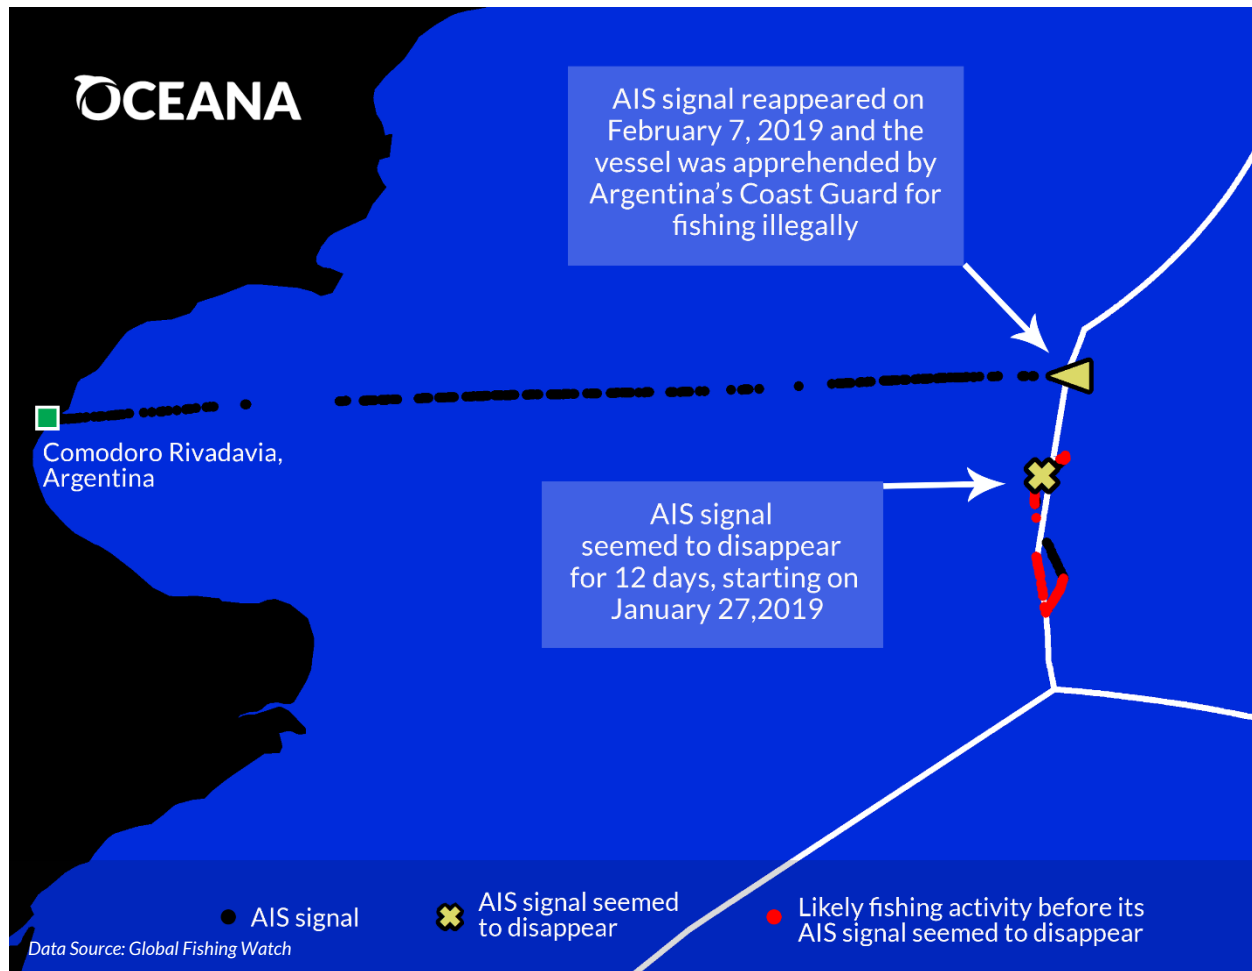 OCEANA
AIS signal reappeared on
February 7, 2019 and the
vessel was apprehended by
Argentina's Coast Guard for
fishing illegally
Comodoro Rivadavia,
Argentina
AIS signal
seemed to disappear
for 12 days, starting on
January 27,2019
AIS signal
AIS signal seemed
to disappear
Likely fishing activity before its
AIS signal seemed to disappear
Data Source: Global Fishing Watch